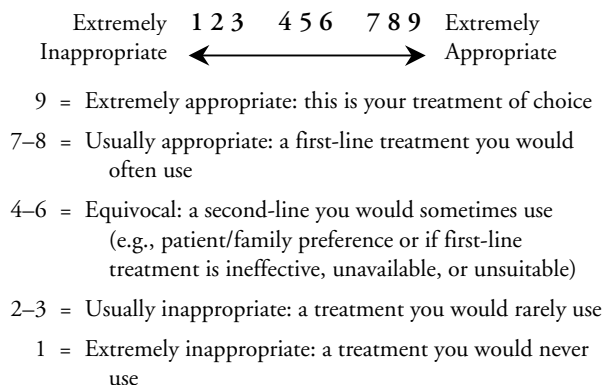 Extremely 1 2 3 4 5 6 7 8 9 Extremely
Inappropriate Appropriate
9 = Extremely appropriate: this is your treatment of choice
7–8 = Usually appropriate: a first-line treatment you would
often use
4–6 = Equivocal: a second-line you would sometimes use
(e.g., patient/family preference or if first-line
treatment is ineffective, unavailable, or unsuitable)
2–3 = Usually inappropriate: a treatment you would rarely use
1 = Extremely inappropriate: a treatment you would never
use